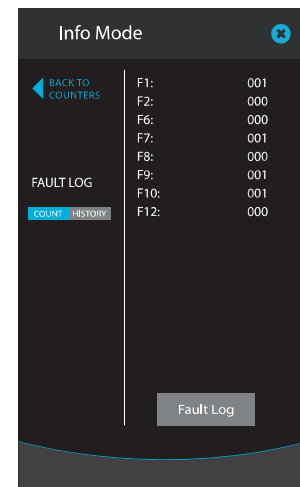 Info Mode
BACK TO
COUNTERS
FAULT LOG
COUNT HISTORY
F1: 001
F2: 000
F6: 000
F7: 001
F8: 000
F9: 001
F10: 001
F12: 000
Fault Log